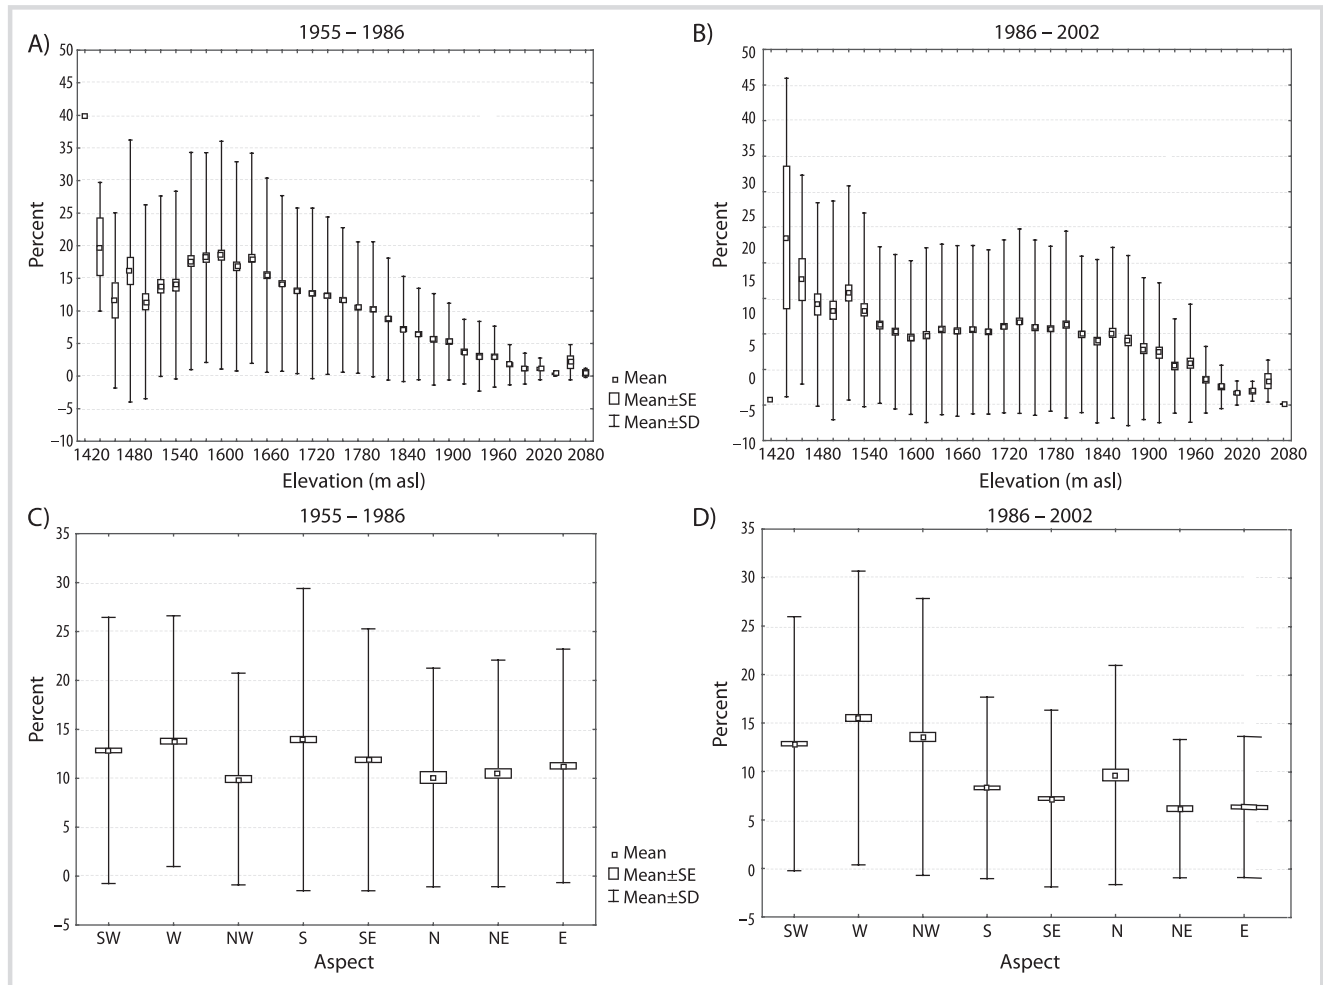 A)
1955 – 1986
Percent
50
45
40
35
30
25
20
15
10
5
0
−5
−10
1420 1480 1540 1600 1660 1720 1780 1840 1900 1960 2020 2080
Elevation (m asl)
Mean
Mean±SE
Mean±SD
B)
1986 – 2002
Percent
50
45
40
35
30
25
20
15
10
5
0
−5
−10
1420 1480 1540 1600 1660 1720 1780 1840 1900 1960 2020 2080
Elevation (m asl)
C)
1955 – 1986
Percent
35
30
25
20
15
10
5
0
−5
SW W NW S SE N NE E
Aspect
Mean
Mean±SE
Mean±SD
D)
1986 – 2002
Percent
35
30
25
20
15
10
5
0
−5
SW W NW S SE N NE E
Aspect